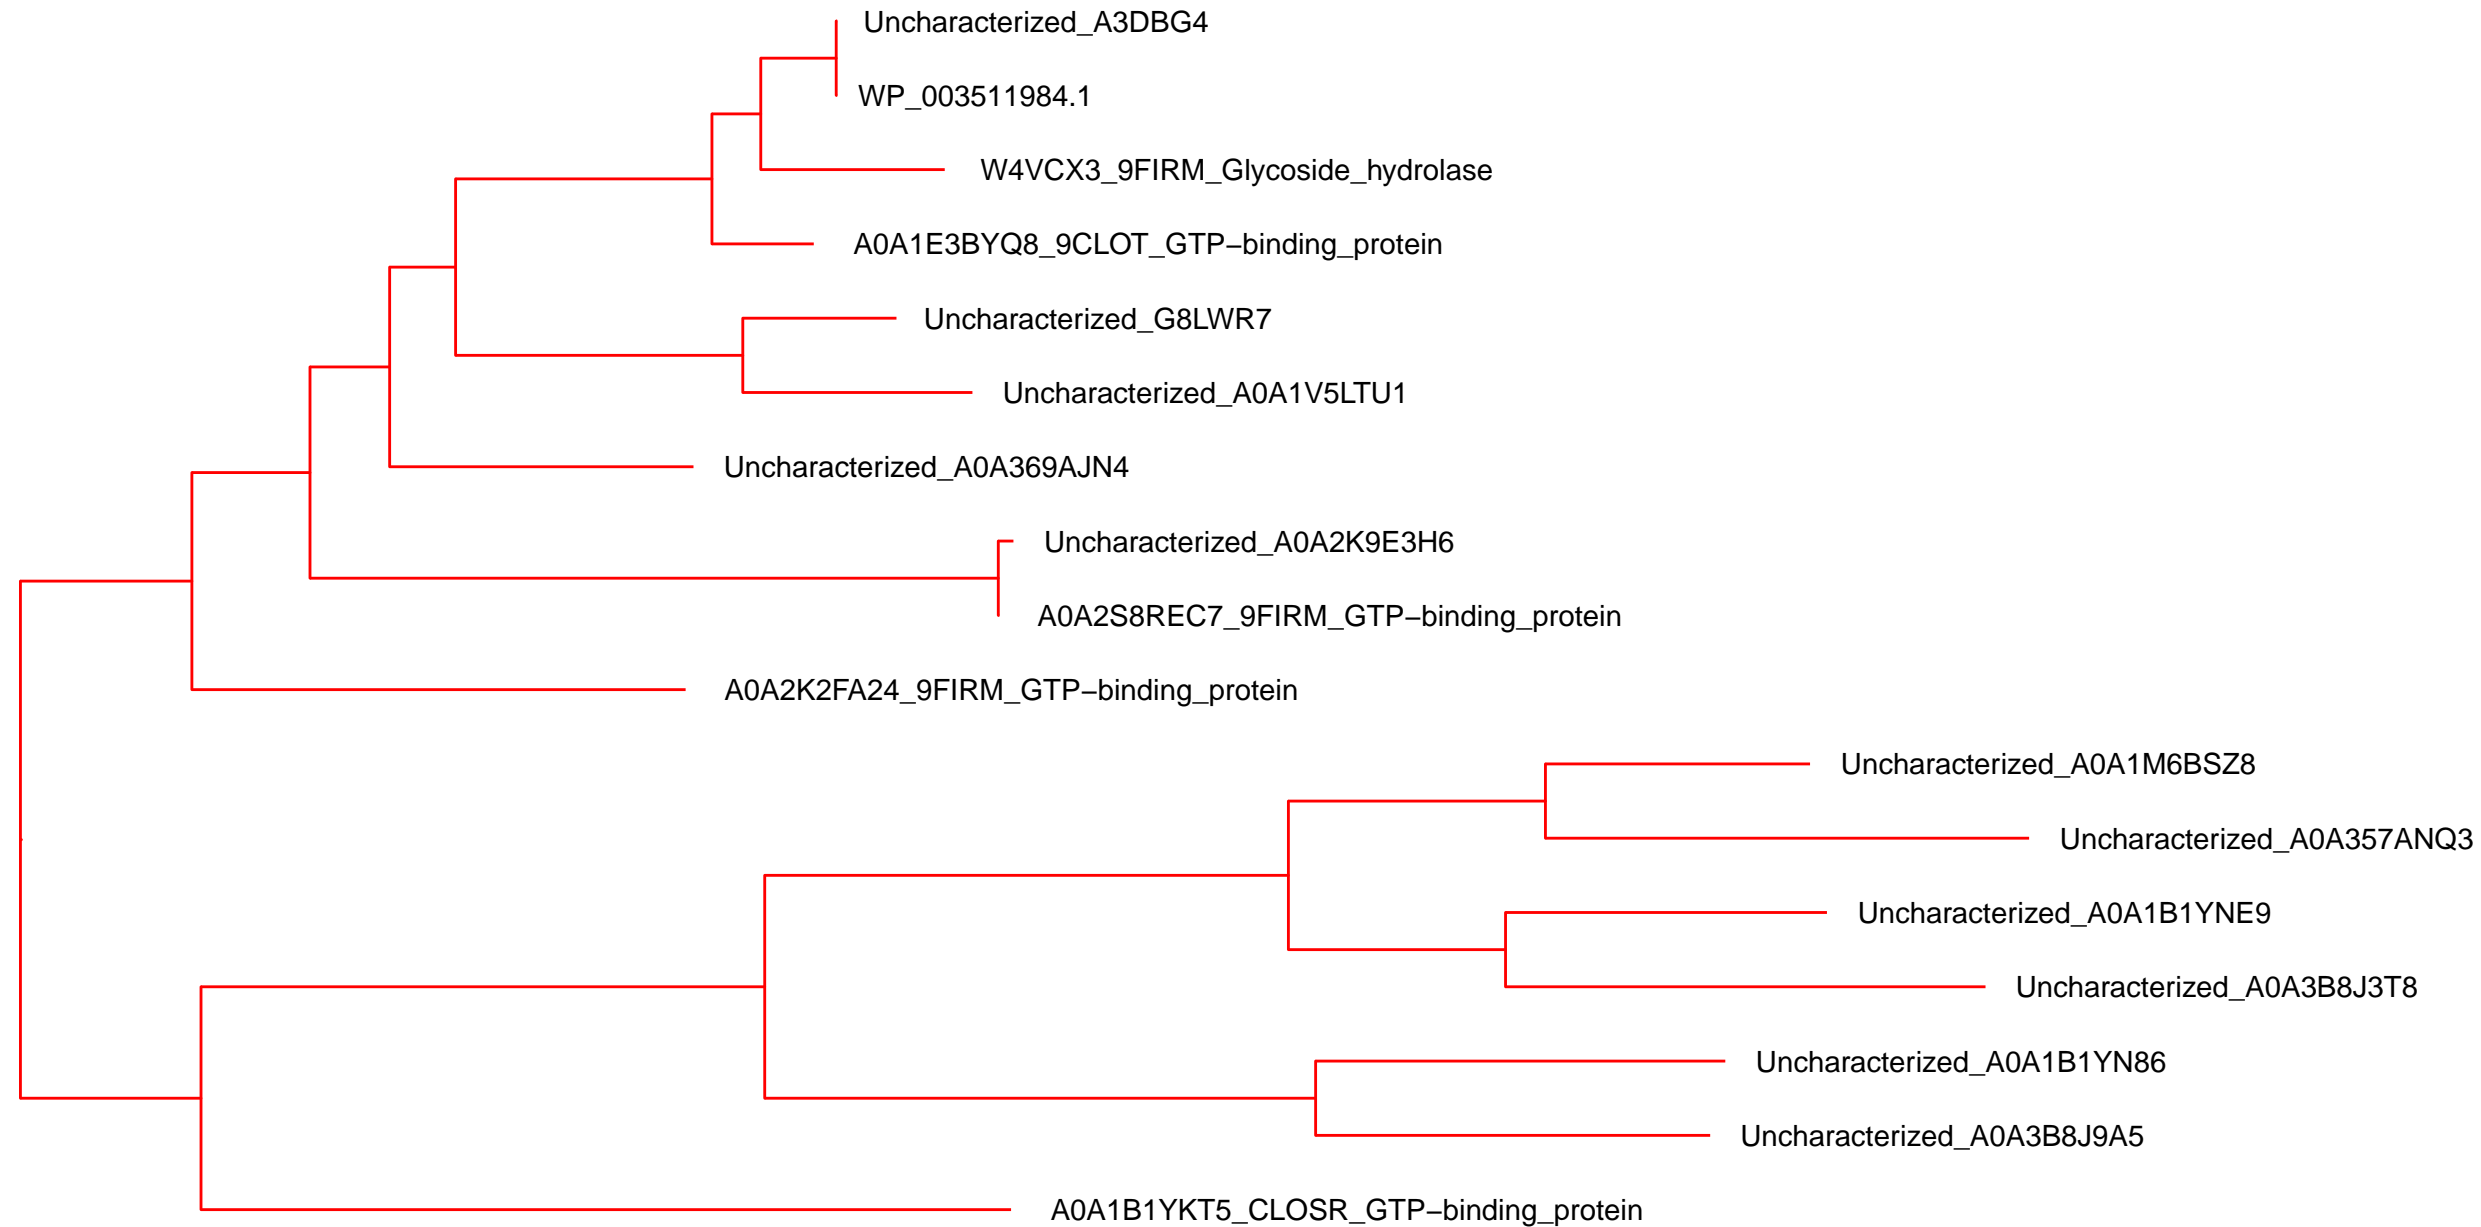 Uncharacterized_A3DBG4
WP_003511984.1
W4VCX3_9FIRM_Glycoside_hydrolase
A0A1E3BYQ8_9CLOT_GTP−binding_protein
Uncharacterized_G8LWR7
Uncharacterized_A0A1V5LTU1
Uncharacterized_A0A369AJN4
Uncharacterized_A0A2K9E3H6
A0A2S8REC7_9FIRM_GTP−binding_protein
A0A2K2FA24_9FIRM_GTP−binding_protein
Uncharacterized_A0A1M6BSZ8
Uncharacterized_A0A357ANQ3
Uncharacterized_A0A1B1YNE9
Uncharacterized_A0A3B8J3T8
Uncharacterized_A0A1B1YN86
Uncharacterized_A0A3B8J9A5
A0A1B1YKT5_CLOSR_GTP−binding_protein